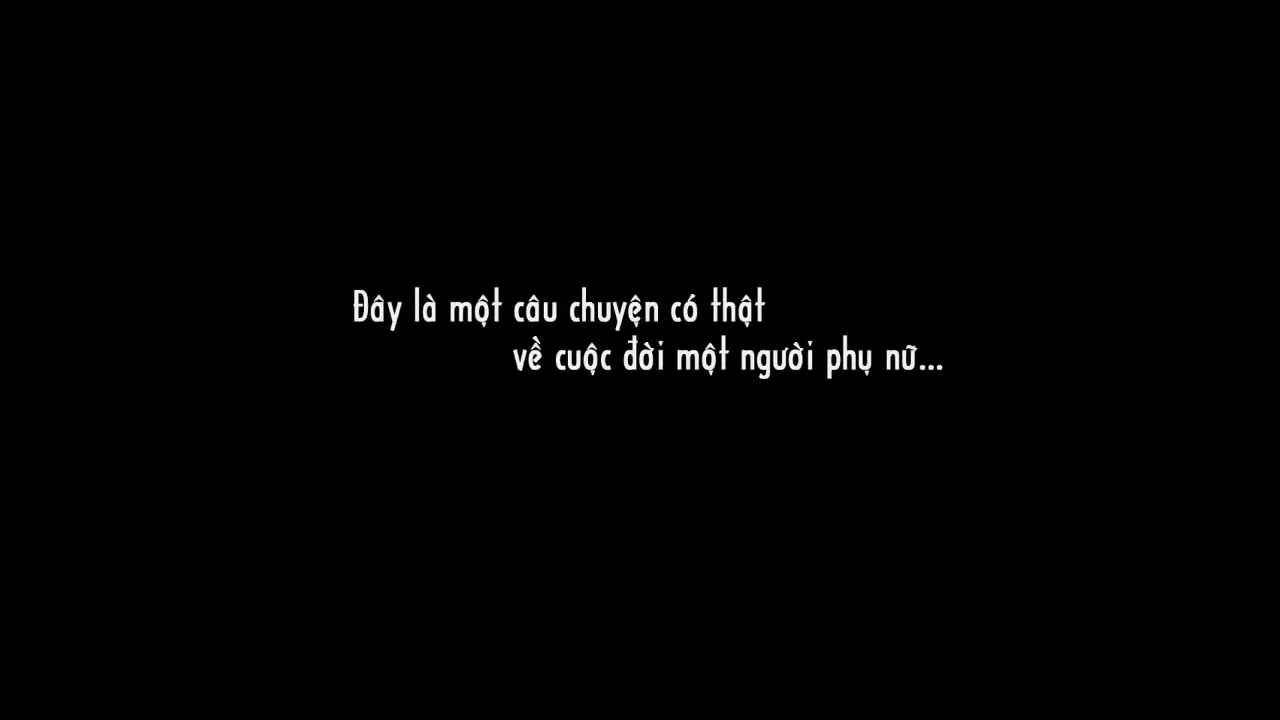 Đây là một câu chuyện có thật
về cuộc đời một người phụ nữ...